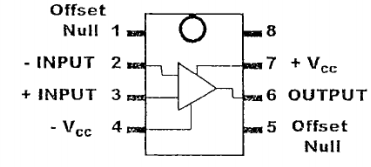 Offset
Null 1
8
- INPUT 2
7 + Vcc
+ INPUT 3
6 OUTPUT
- Vcc 4
5 Offset
Null